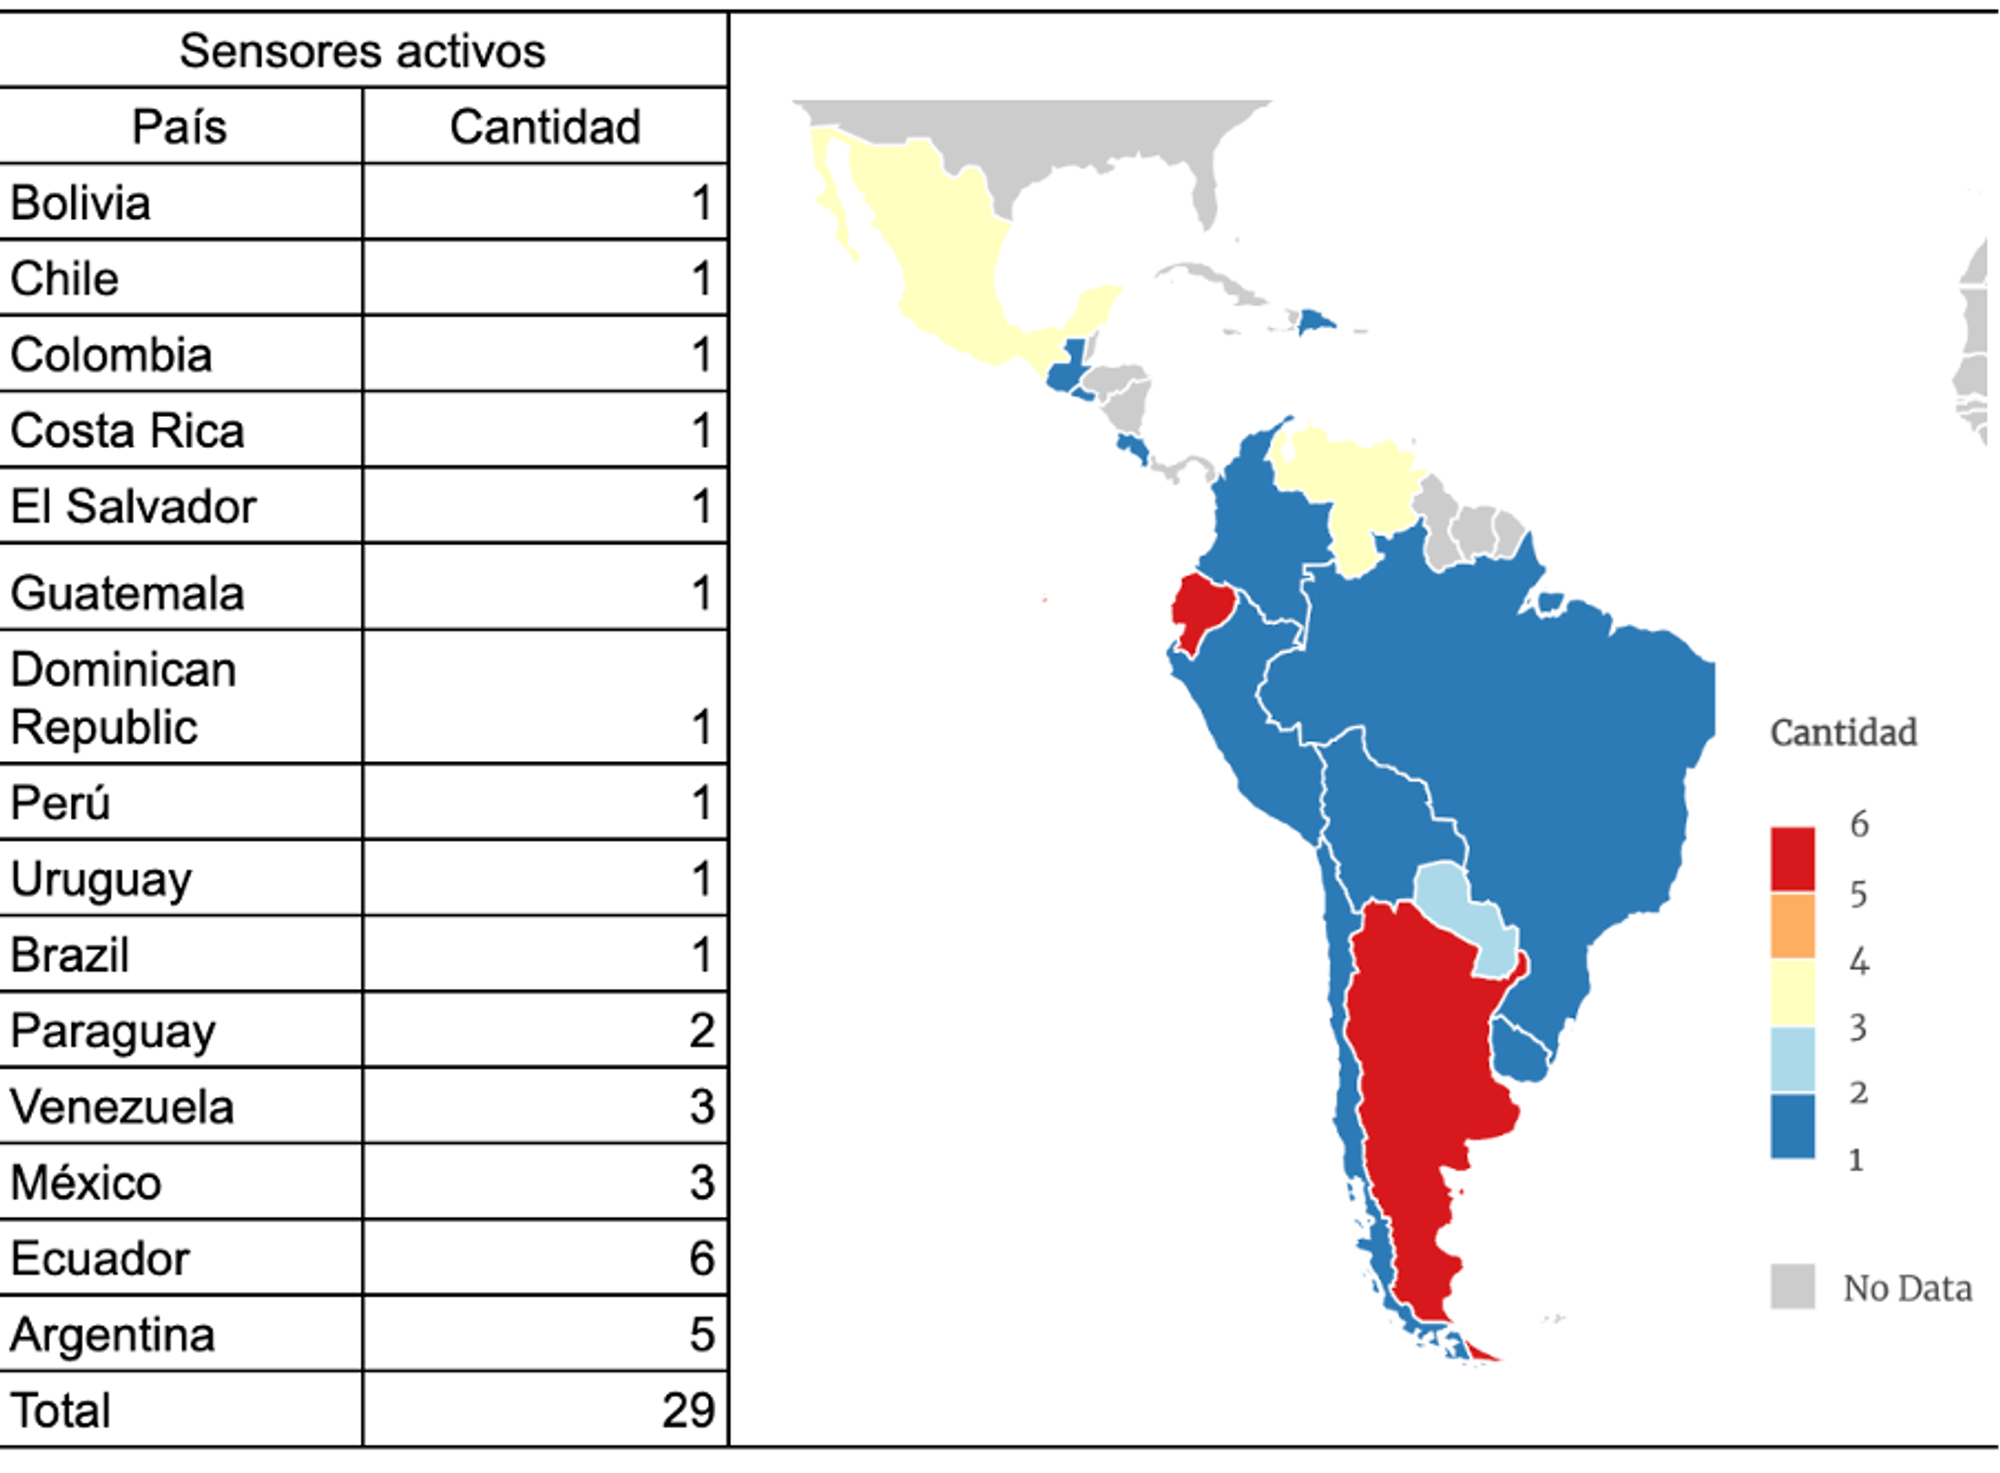 Sensores activos
País Cantidad
Bolivia 1
Chile 1
Colombia 1
Costa Rica 1
El Salvador 1
Guatemala 1
Dominican
Republic 1
Perú 1
Uruguay 1
Brazil 1
Paraguay 2
Venezuela 3
México 3
Ecuador 6
Argentina 5
Total 29
Cantidad
6
5
4
3
2
1
No Data